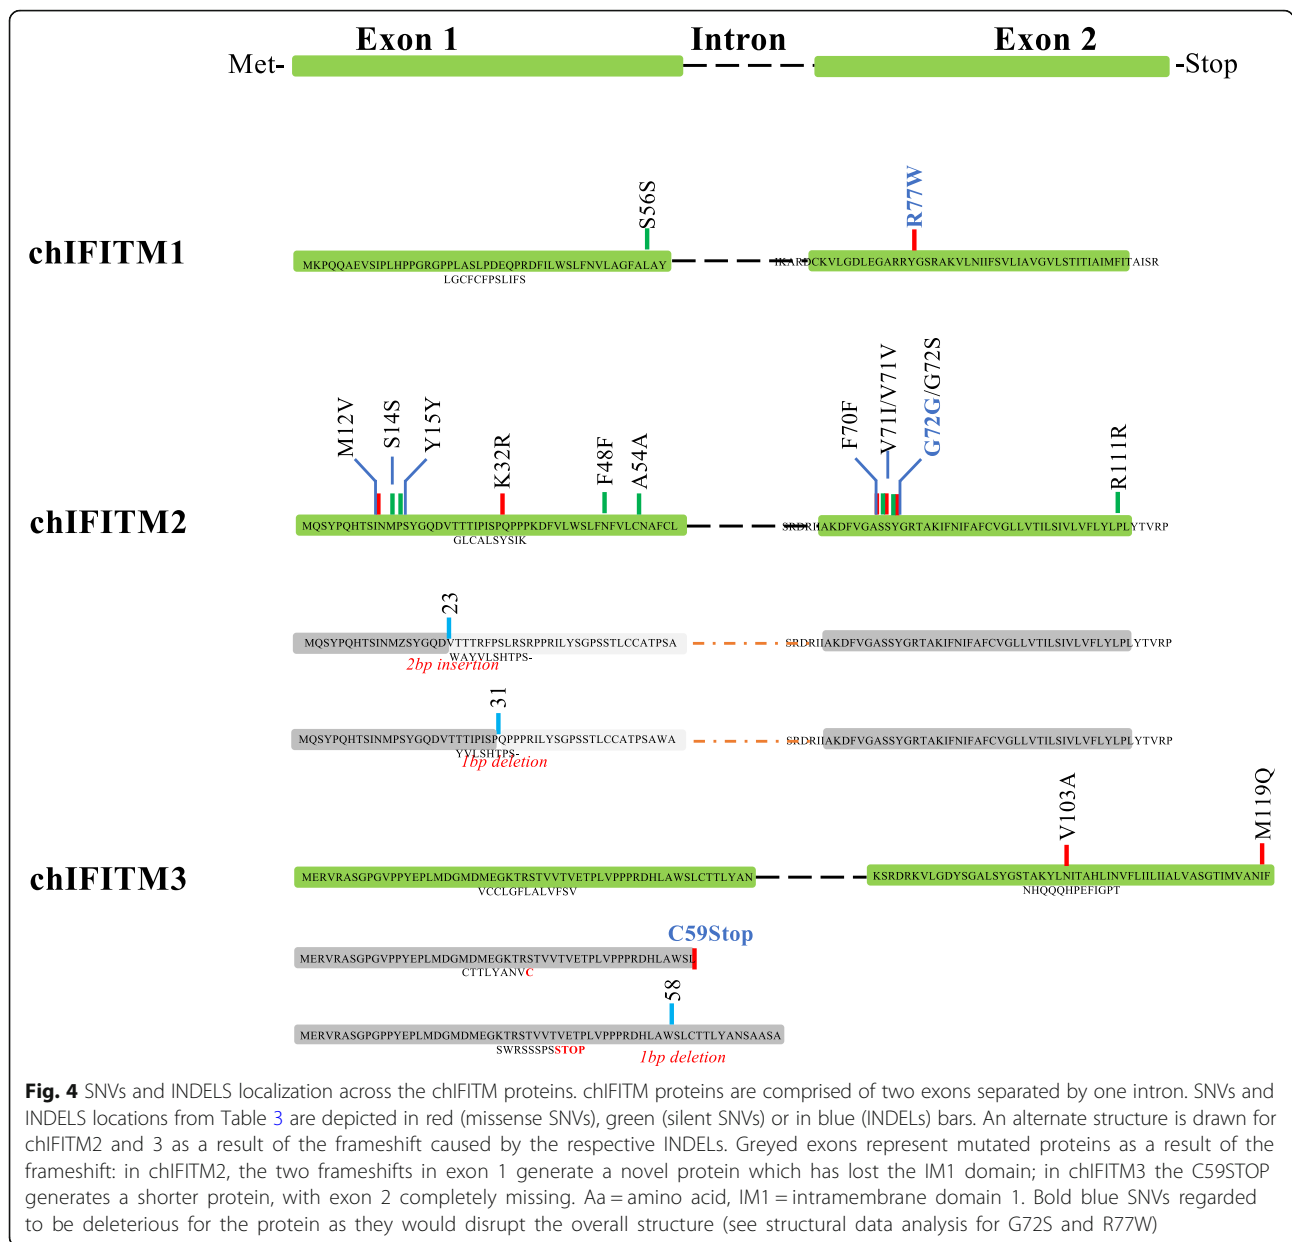 Exon 1 Intron Exon 2
Met- -Stop
S56S
R77W
chIFITM1
MKPQQAEVSIPLHPPGRGPPLASLPDEQPRDFILWSLFNVLAGFALAY
IKARDCKVLGDLEGARRYGSRAKVLNIIFSVLIAVGVLSTITIAIMFITAISR
LGCFCFPSLIFS
M12V
S14S
Y15Y
K32R
F48F
A54A
F70F
V71I/V71V
G72G/G72S
R111R
chIFITM2
MQSYPQHTSINMPSYGQDVTTTIPISPQPPPKDFVLWSLFNFVLCNAFCL
SRDRIIAKDFVGASSYGRTAKIFNIFAFCVGLLVTILSIVLVFLYLPLYTVRP
GLCALSYSIK
23
MQSYPQHTSINMZSYGQDVTTTRFPSLRSRPPRILYSGPSSTLCCATPSA
SRDRIIAKDFVGASSYGRTAKIFNIFAFCVGLLVTILSIVLVFLYLPLYTVRP
WAYVLSHTPS-
2bp insertion
31
MQSYPQHTSINMPSYGQDVTTTIPISPQPPPRILYSGPSSTLCCATPSAWA
SRDRIIAKDFVGASSYGRTAKIFNIFAFCVGLLVTILSIVLVFLYLPLYTVRP
YVLSHTPS-
1bp deletion
V103A
M119Q
chIFITM3
MERVRASGPGVPPYEPLMDGMDMEGKTRSTVVTVETPLVPPPRDHLAWSLCTTLYAN
KSRDRKVLGDYSGALSYGSTAKYLNITAHLINVFLIILIIALVASGTIMVANIF
VCCLGFLALVFSV
NHQQQHPEFIGPT
C59Stop
MERVRASGPGVPPYEPLMDGMDMEGKTRSTVVTVETPLVPPPRDHLAWSL
CTTLYANVC
58
MERVRASGPGPPYEPLMDGMDMEGKTRSTVVTVETPLVPPPRDHLAWSLCTTLYANSAASA
SWRSSSPSSTOP
1bp deletion
Fig. 4 SNVs and INDELS localization across the chIFITM proteins. chIFITM proteins are comprised of two exons separated by one intron. SNVs and
INDELS locations from Table 3 are depicted in red (missense SNVs), green (silent SNVs) or in blue (INDELs) bars. An alternate structure is drawn for
chIFITM2 and 3 as a result of the frameshift caused by the respective INDELs. Greyed exons represent mutated proteins as a result of the
frameshift: in chIFITM2, the two frameshifts in exon 1 generate a novel protein which has lost the IM1 domain; in chIFITM3 the C59STOP
generates a shorter protein, with exon 2 completely missing. Aa = amino acid, IM1 = intramembrane domain 1. Bold blue SNVs regarded
to be deleterious for the protein as they would disrupt the overall structure (see structural data analysis for G72S and R77W)